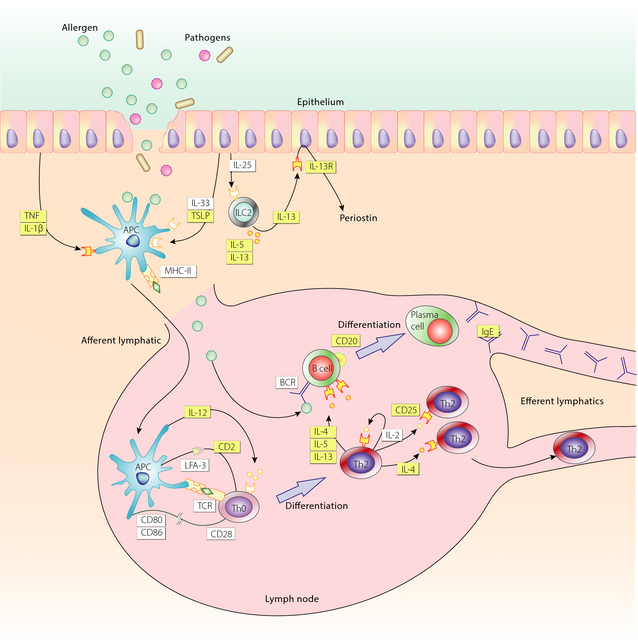 Allergen
Pathogens
Epithelium
IL-25
IL-13R
IL-33
TSLP
TNF
IL-1β
APC
ILC2
IL-13
Periostin
IL-5
IL-13
MHC-II
Afferent lymphatic
Differentiation
Plasma
cell
IgE
CD20
B cell
BCR
Efferent lymphatics
IL-12
CD2
LFA-3
APC
TCR
Th0
CD80
CD86
CD28
Differentiation
IL-4
IL-5
IL-13
IL-2
CD25
Th2
Th2
Th2
IL-4
Th2
Lymph node